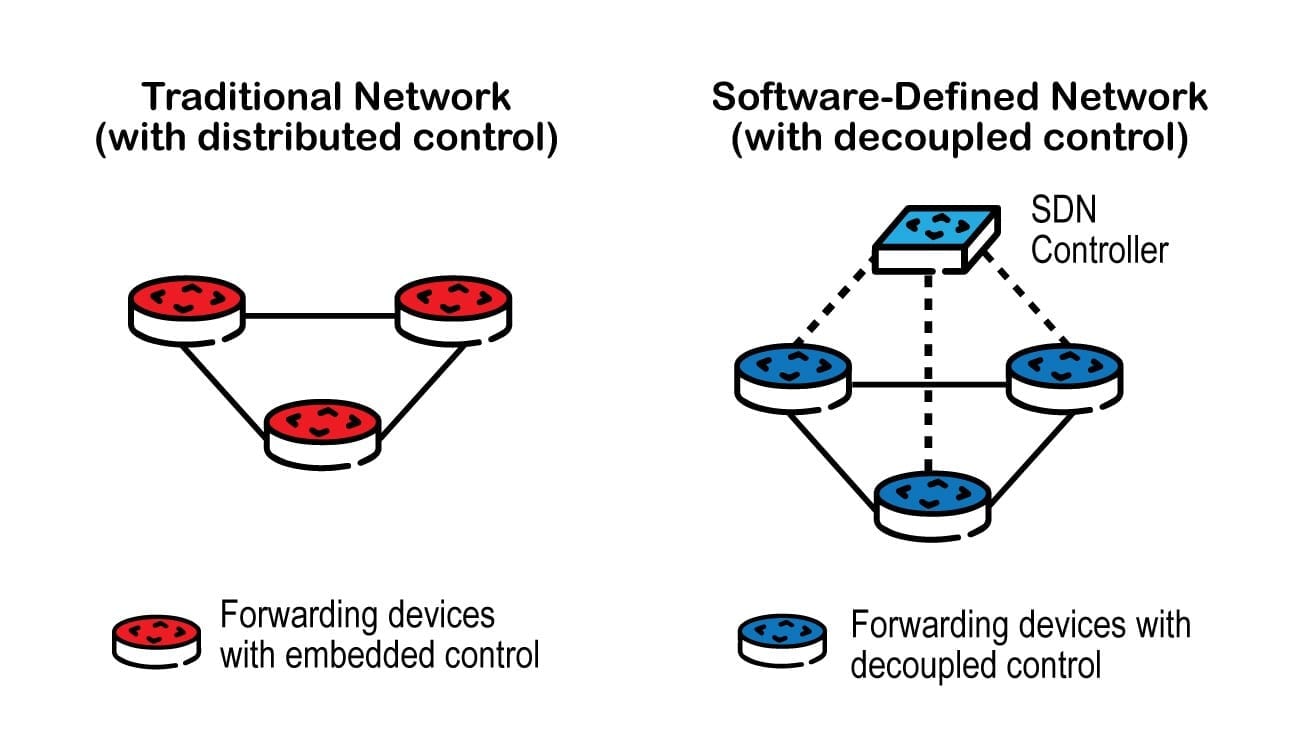 Traditional Network
(with distributed control)
Software-Defined Network
(with decoupled control)
SDN
Controller
Forwarding devices
with embedded control
Forwarding devices with
decoupled control